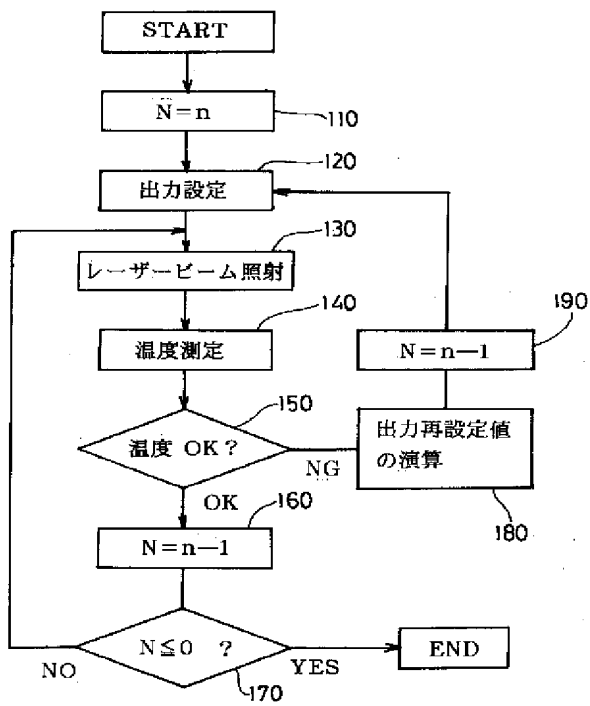 START
N=n
110
120
出力設定
130
レーザービーム照射
140
温度測定
190
N=n—1
150
温度 OK?
NG
出力再設定値
の演算
180
OK
160
N=n—1
N≦0 ?
NO
YES
END
170